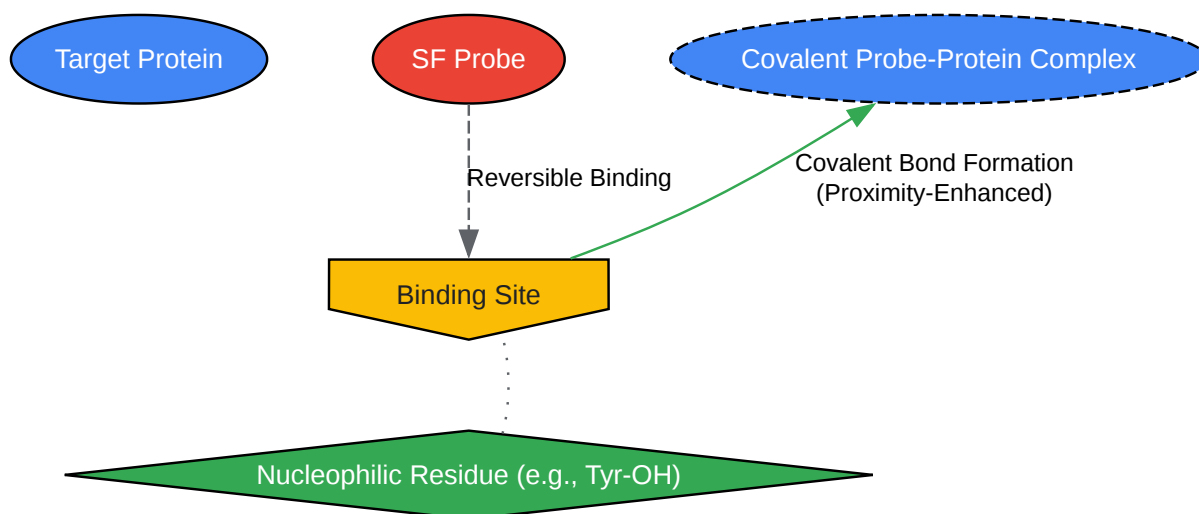 Target Protein
SF Probe
Covalent Probe-Protein Complex
Reversible Binding
Covalent Bond Formation
(Proximity-Enhanced)
Binding Site
Nucleophilic Residue (e.g., Tyr-OH)